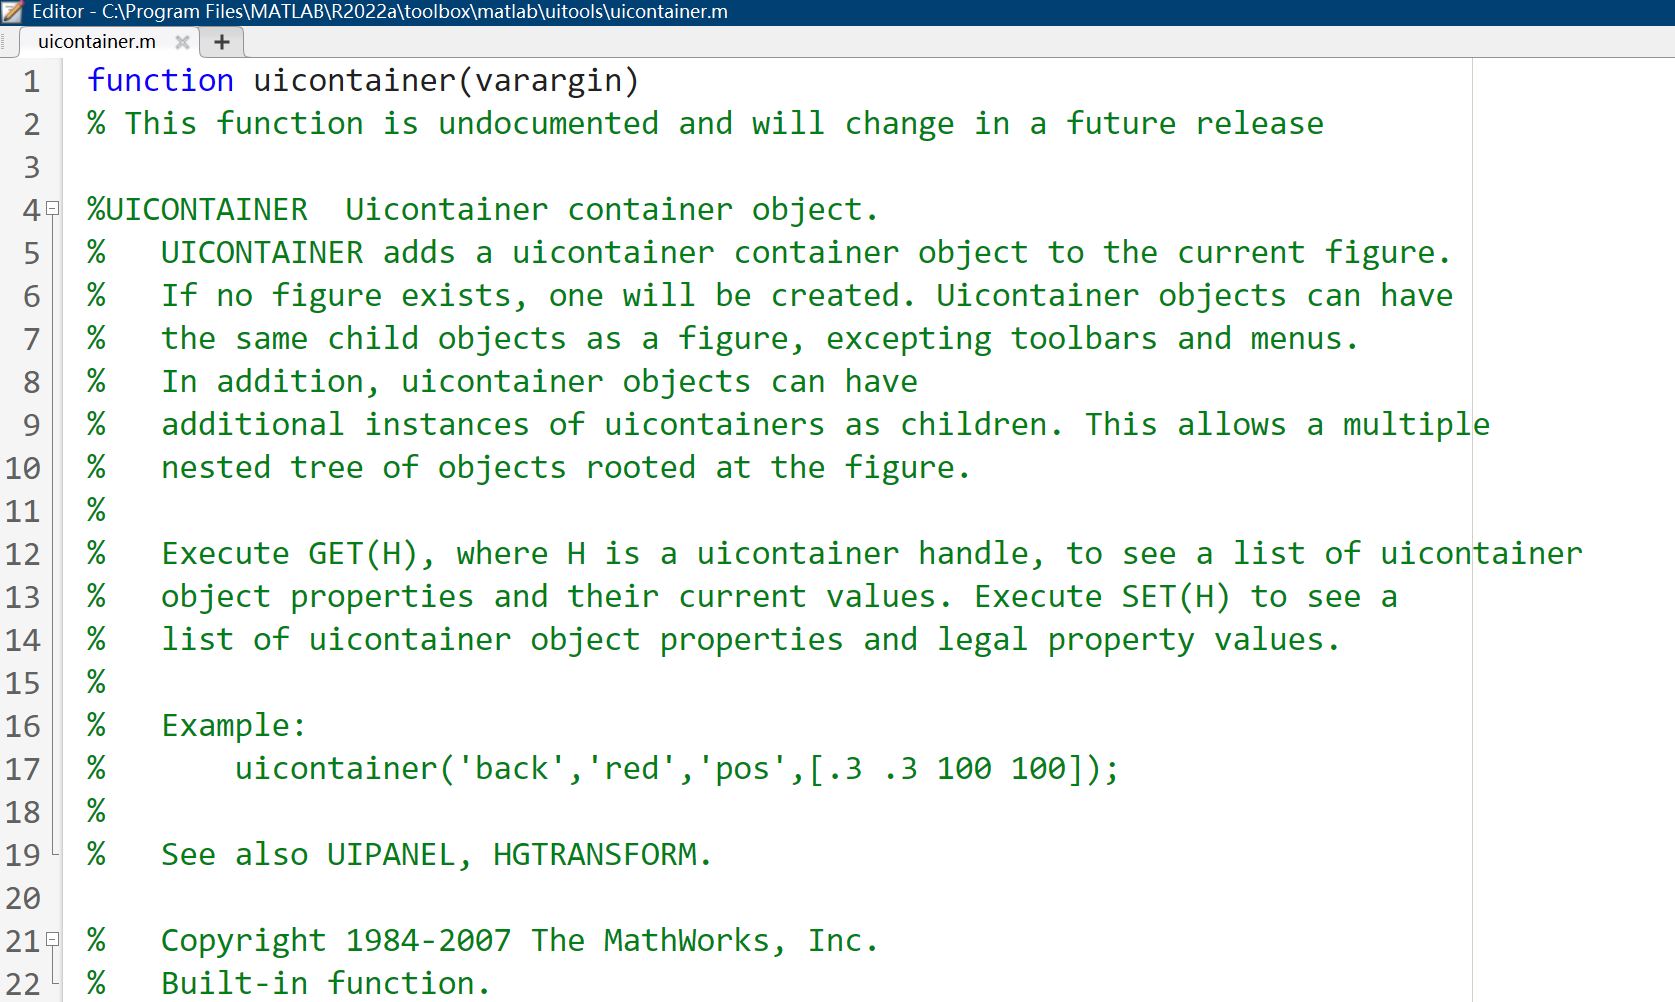 Editor - C:\Program Files\MATLAB\R2022a\toolbox\matlab\uitools\uicontainer.m
uicontainer.m
1 function uicontainer(varargin)
2 % This function is undocumented and will change in a future release
3
4 %UICONTAINER  Uicontainer container object.
5 %   UICONTAINER adds a uicontainer container object to the current figure.
6 %   If no figure exists, one will be created. Uicontainer objects can have
7 %   the same child objects as a figure, excepting toolbars and menus.
8 %   In addition, uicontainer objects can have
9 %   additional instances of uicontainers as children. This allows a multiple
10 %   nested tree of objects rooted at the figure.
11 %
12 %   Execute GET(H), where H is a uicontainer handle, to see a list of uicontainer
13 %   object properties and their current values. Execute SET(H) to see a
14 %   list of uicontainer object properties and legal property values.
15 %
16 %   Example:
17 %       uicontainer('back','red','pos',[.3 .3 100 100]);
18 %
19 %   See also UIPANEL, HGTRANSFORM.
20
21 %   Copyright 1984-2007 The MathWorks, Inc.
22 %   Built-in function.